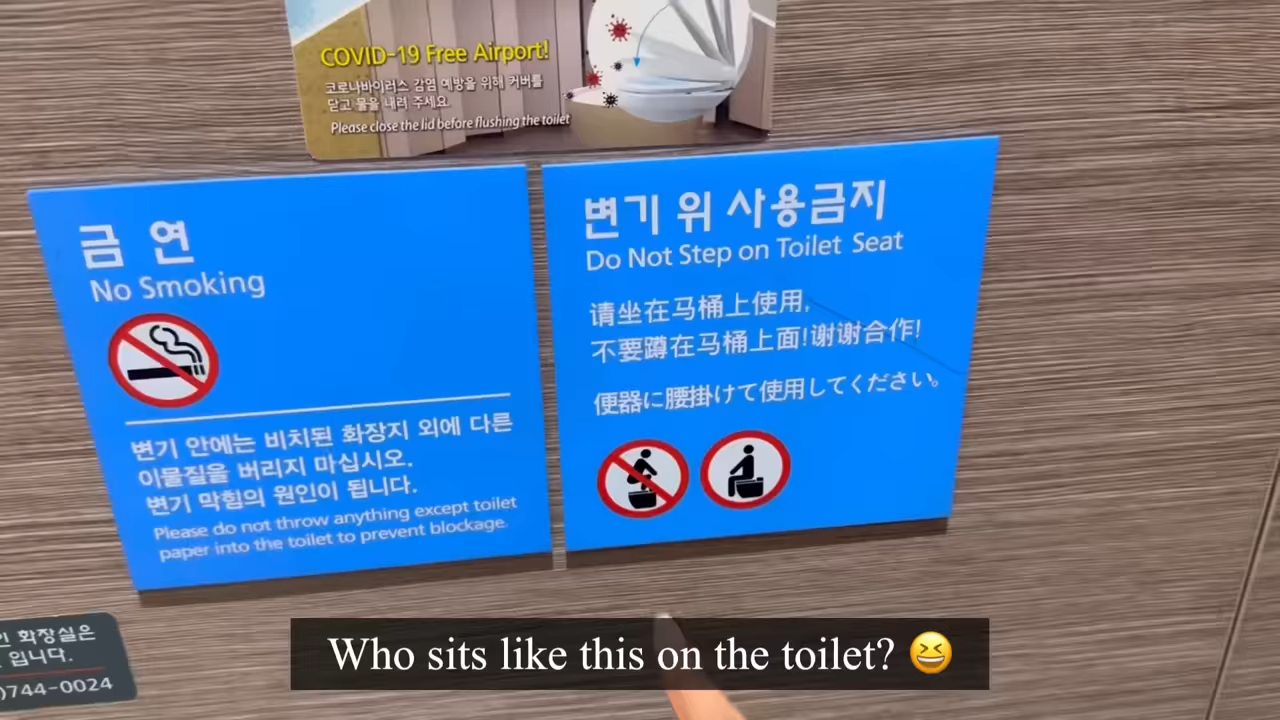 COVID-19 Free Airport!
코로나바이러스 감염 예방을 위해 커버를
닫고 물을 내려 주세요.
Please close the lid before flushing the toilet
금 연
No Smoking
변기 안에는 비치된 화장지 외에 다른
이물질을 버리지 마십시오.
변기 막힘의 원인이 됩니다.
Please do not throw anything except toilet
paper into the toilet to prevent blockage.
변기 위 사용금지
Do Not Step on Toilet Seat
请坐在马桶上使用,
不要蹲在马桶上面!谢谢合作!
便器に腰掛けて使用してください。
화장실은
입니다.
0744-0024
Who sits like this on the toilet? 😆